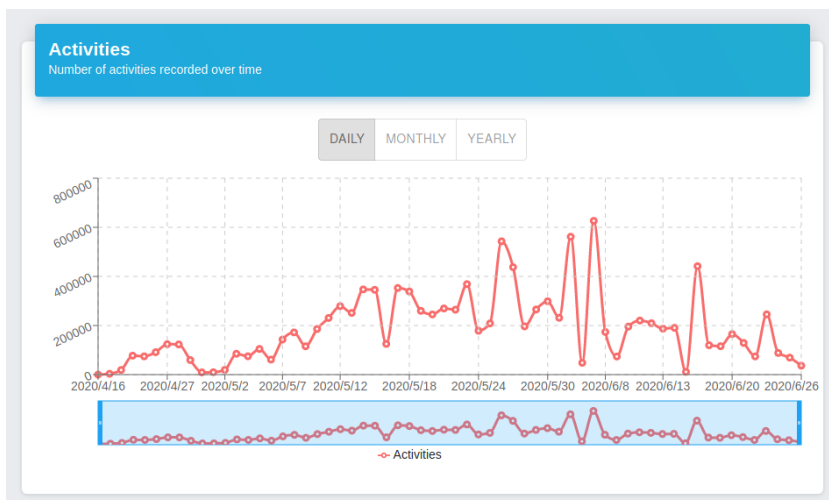 Activities
Number of activities recorded over time
DAILY MONTHLY YEARLY
800000
600000
400000
200000
0
2020/4/16 2020/4/27 2020/5/2 2020/5/7 2020/5/12 2020/5/18 2020/5/24 2020/5/30 2020/6/8 2020/6/13 2020/6/20 2020/6/26
Activities